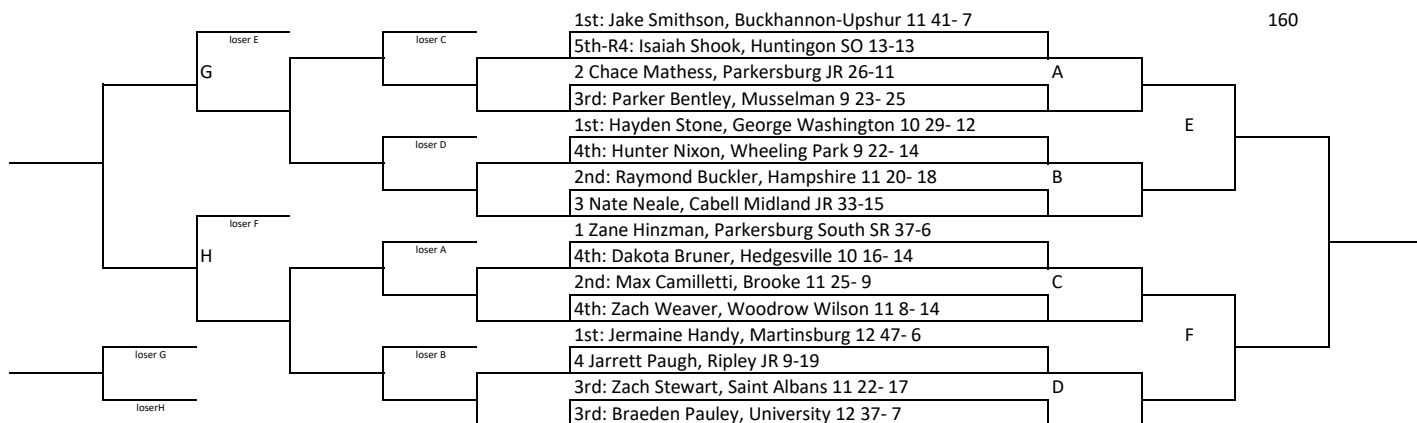 1st: Jake Smithson, Buckhannon-Upshur 11 41- 7
160
loser E
loser C
5th-R4: Isaiah Shook, Huntingon SO 13-13
G
2 Chace Mathess, Parkersburg JR 26-11
A
3rd: Parker Bentley, Musselman 9 23- 25
1st: Hayden Stone, George Washington 10 29- 12
E
loser D
4th: Hunter Nixon, Wheeling Park 9 22- 14
2nd: Raymond Buckler, Hampshire 11 20- 18
B
3 Nate Neale, Cabell Midland JR 33-15
loser F
1 Zane Hinzman, Parkersburg South SR 37-6
loser A
4th: Dakota Bruner, Hedgesville 10 16- 14
H
2nd: Max Camilletti, Brooke 11 25- 9
C
4th: Zach Weaver, Woodrow Wilson 11 8- 14
1st: Jermaine Handy, Martinsburg 12 47- 6
F
loser G
loser B
4 Jarrett Paugh, Ripley JR 9-19
3rd: Zach Stewart, Saint Albans 11 22- 17
D
loserH
3rd: Braeden Pauley, University 12 37- 7